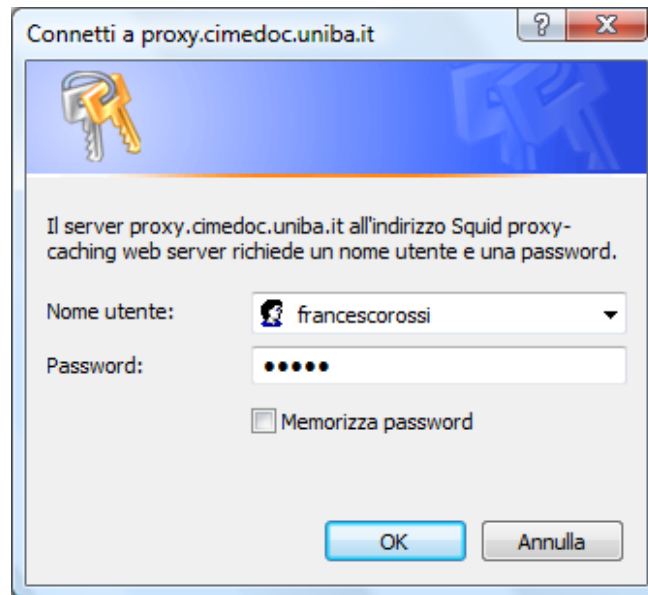 Connetti a proxy.cimedoc.uniba.it
Il server proxy.cimedoc.uniba.it all'indirizzo Squid proxy-
caching web server richiede un nome utente e una password.
Nome utente: francescorossi
Password: •••••
Memorizza password
OK Annulla